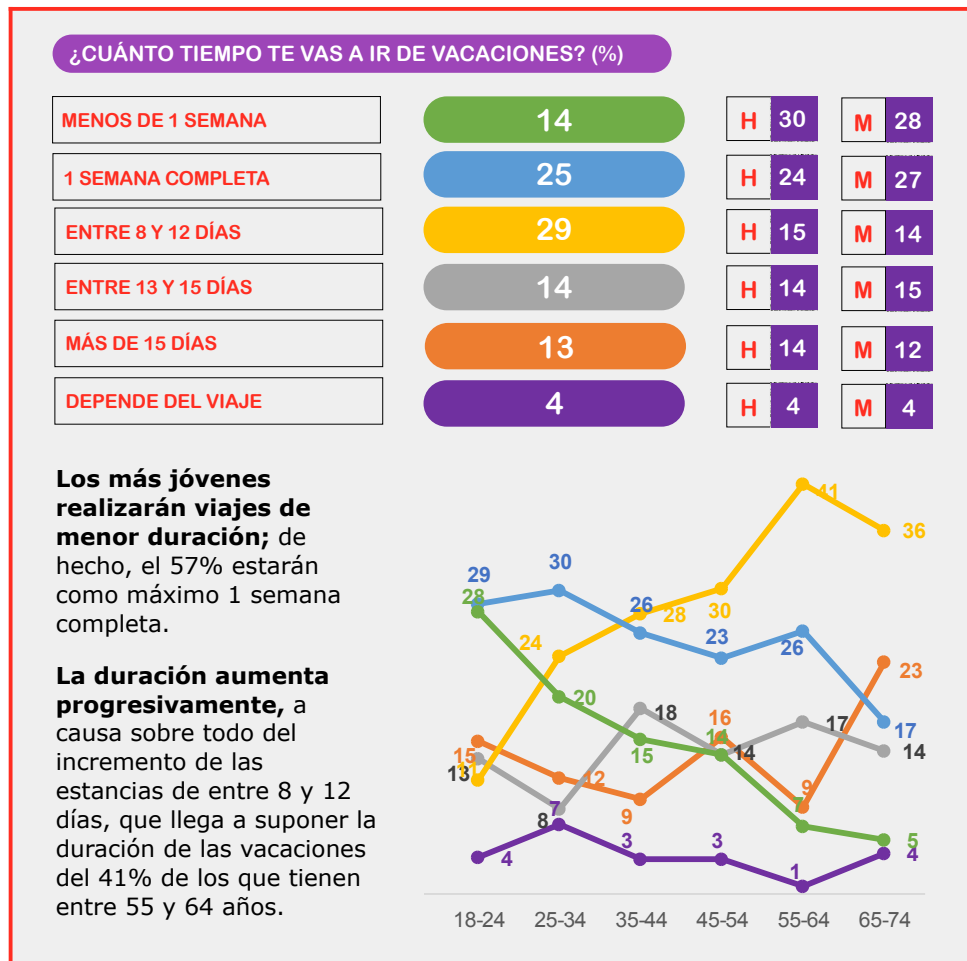 ¿CUÁNTO TIEMPO TE VAS A IR DE VACACIONES? (%)
MENOS DE 1 SEMANA 14 H 30 M 28
1 SEMANA COMPLETA 25 H 24 M 27
ENTRE 8 Y 12 DÍAS 29 H 15 M 14
ENTRE 13 Y 15 DÍAS 14 H 14 M 15
MÁS DE 15 DÍAS 13 H 14 M 12
DEPENDE DEL VIAJE 4 H 4 M 4
Los más jóvenes
realizarán viajes de
menor duración; de
hecho, el 57% estarán
como máximo 1 semana
completa.
La duración aumenta
progresivamente, a
causa sobre todo del
incremento de las
estancias de entre 8 y 12
días, que llega a suponer la
duración de las vacaciones
del 41% de los que tienen
entre 55 y 64 años.
11 24 28 30 41 36
29 30 26 23 26 17
28 20 15 14 7 5
13 8 18 14 17 14
15 12 9 16 9 23
4 7 3 3 1 4
18-24 25-34 35-44 45-54 55-64 65-74